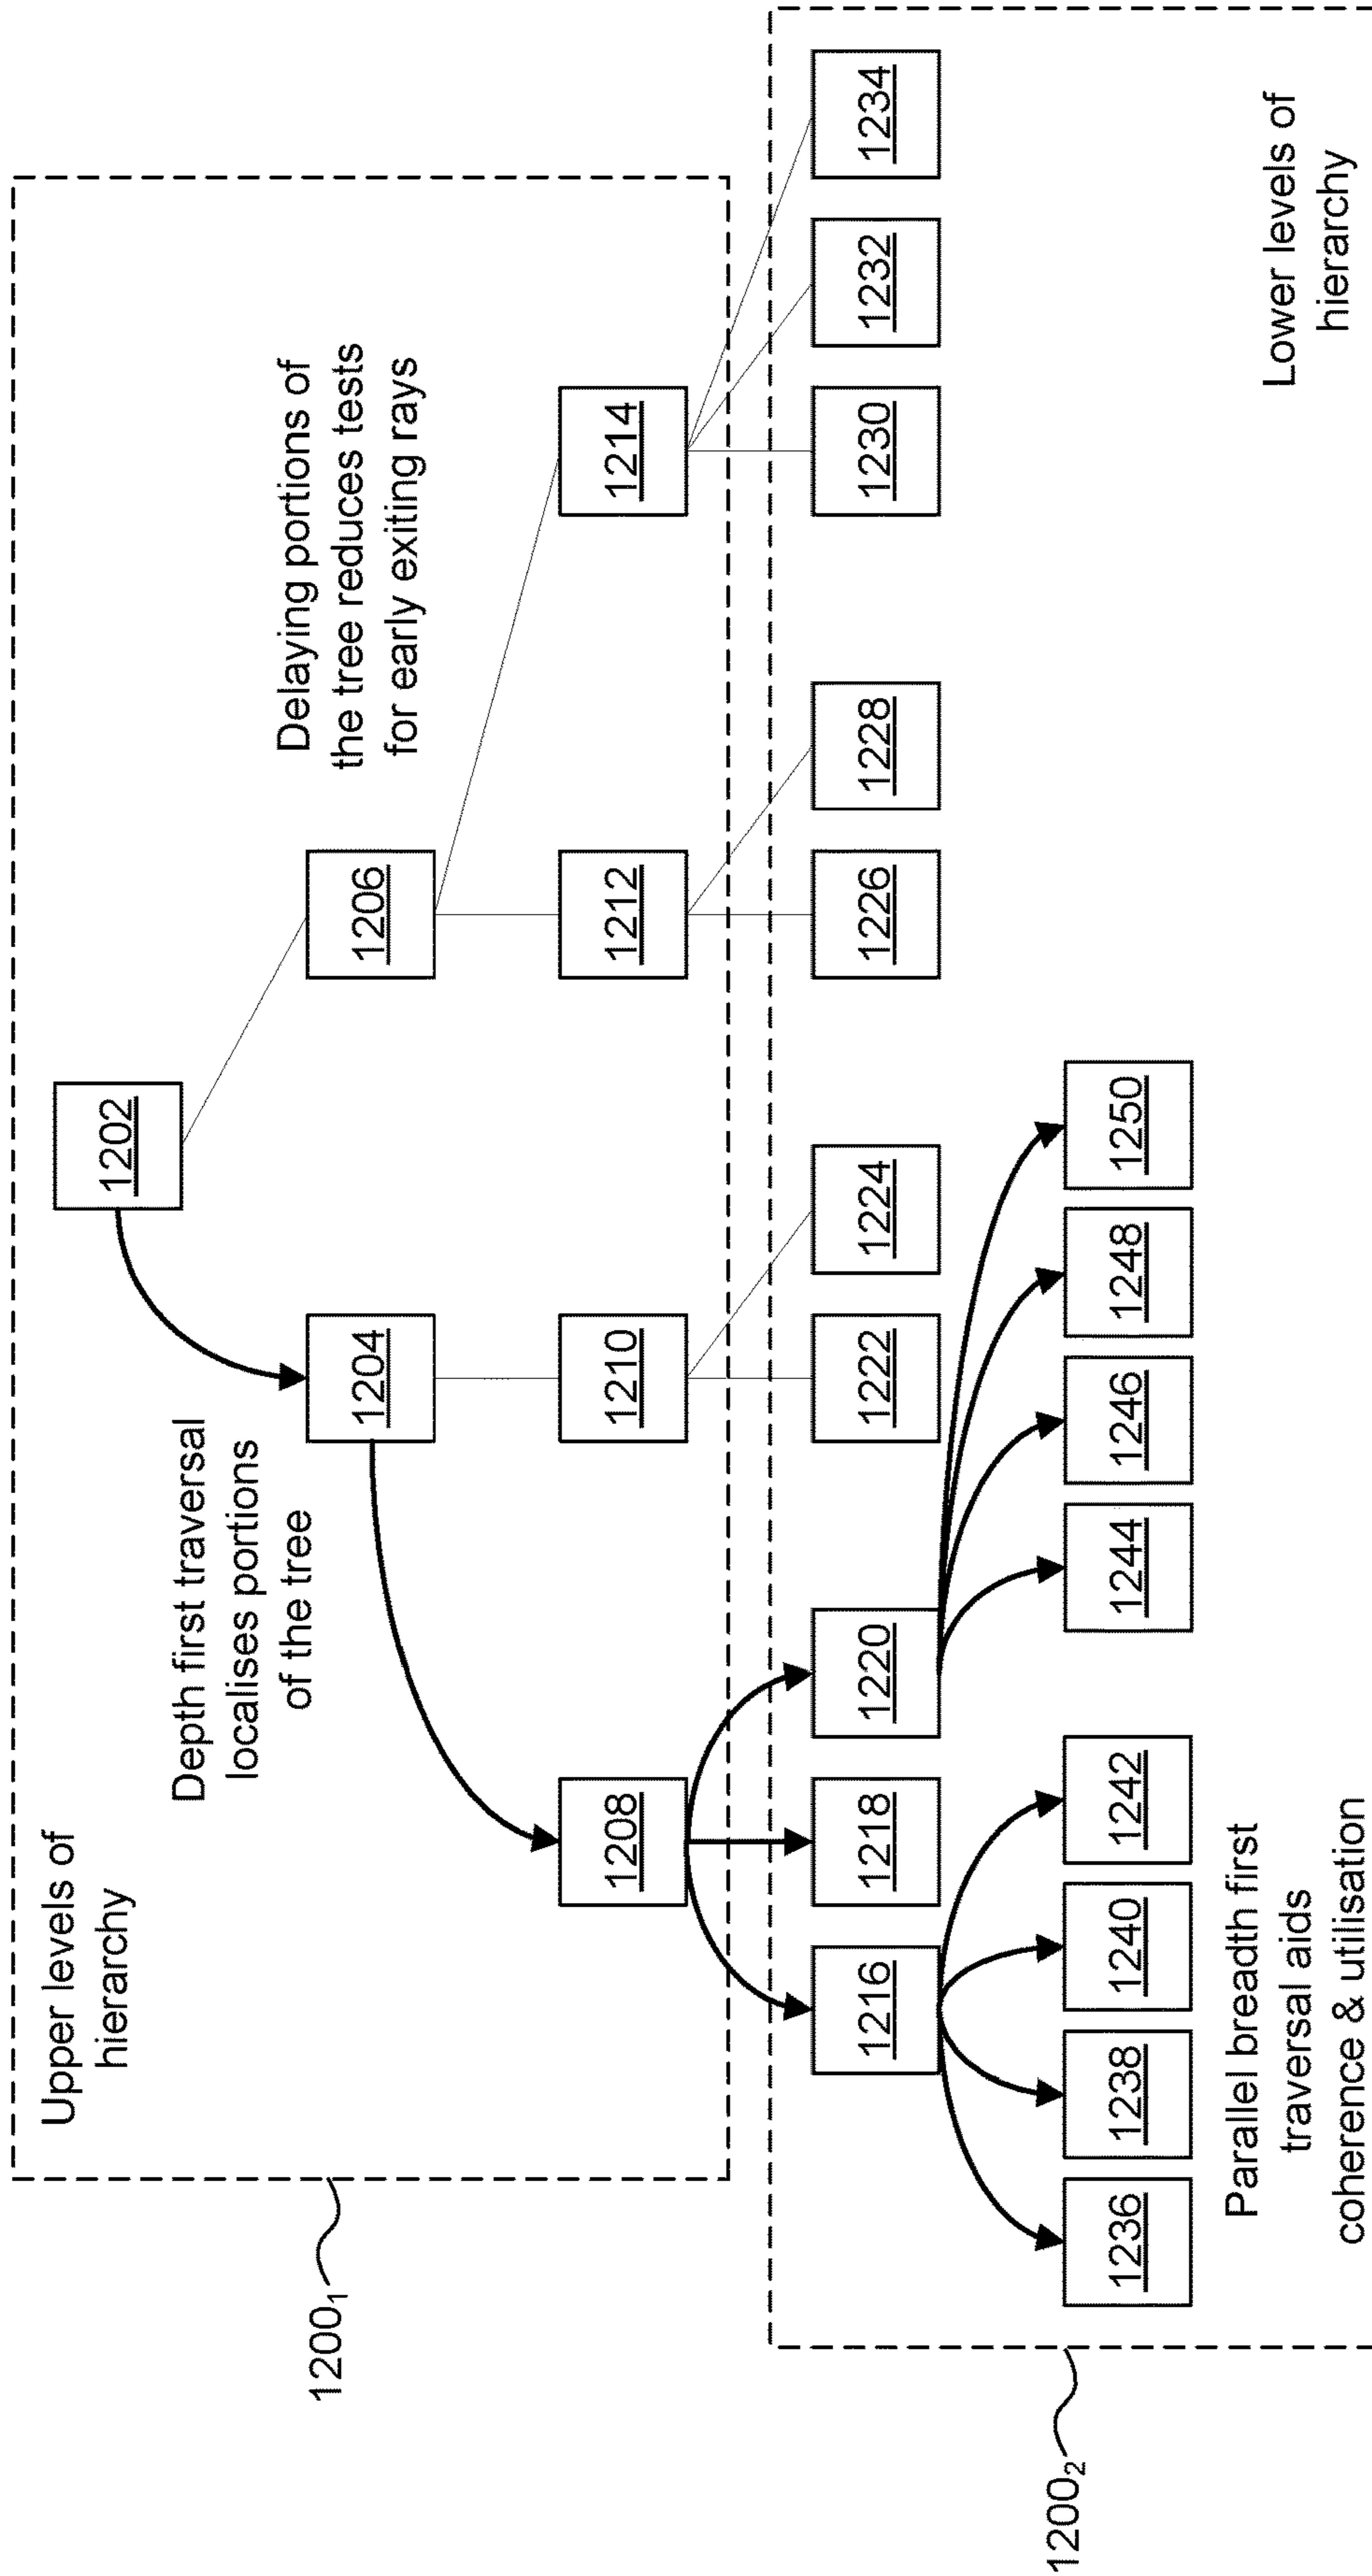 Upper levels of
hierarchy
1200₁
1202
Depth first traversal
localises portions
of the tree
Delaying portions of
the tree reduces tests
for early exiting rays
1204
1206
1208
1210
1212
1214
1216
1218
1220
1222
1224
1226
1228
1230
1232
1234
1200₂
1236
1238
1240
1242
1244
1246
1248
1250
Parallel breadth first
traversal aids
coherence & utilisation
Lower levels of
hierarchy